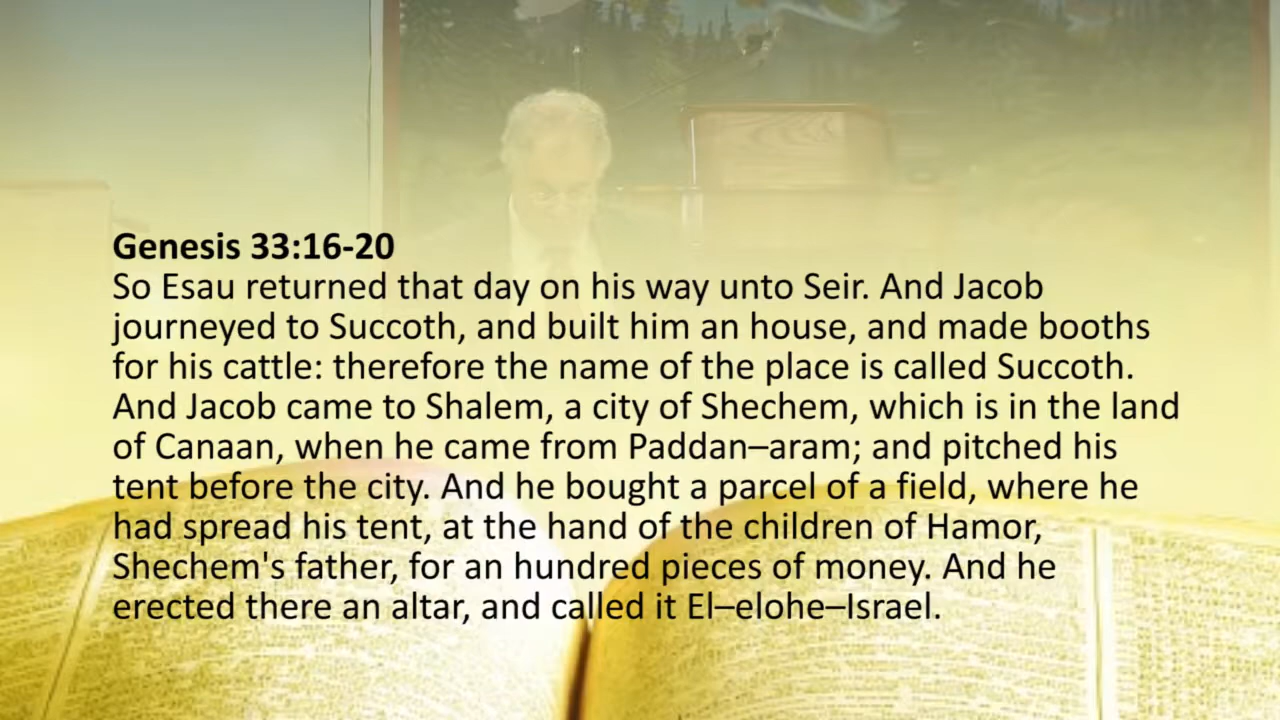 Genesis 33:16-20
So Esau returned that day on his way unto Seir. And Jacob
journeyed to Succoth, and built him an house, and made booths
for his cattle: therefore the name of the place is called Succoth.
And Jacob came to Shalem, a city of Shechem, which is in the land
of Canaan, when he came from Paddan–aram; and pitched his
tent before the city. And he bought a parcel of a field, where he
had spread his tent, at the hand of the children of Hamor,
Shechem's father, for an hundred pieces of money. And he
erected there an altar, and called it El–elohe–Israel.